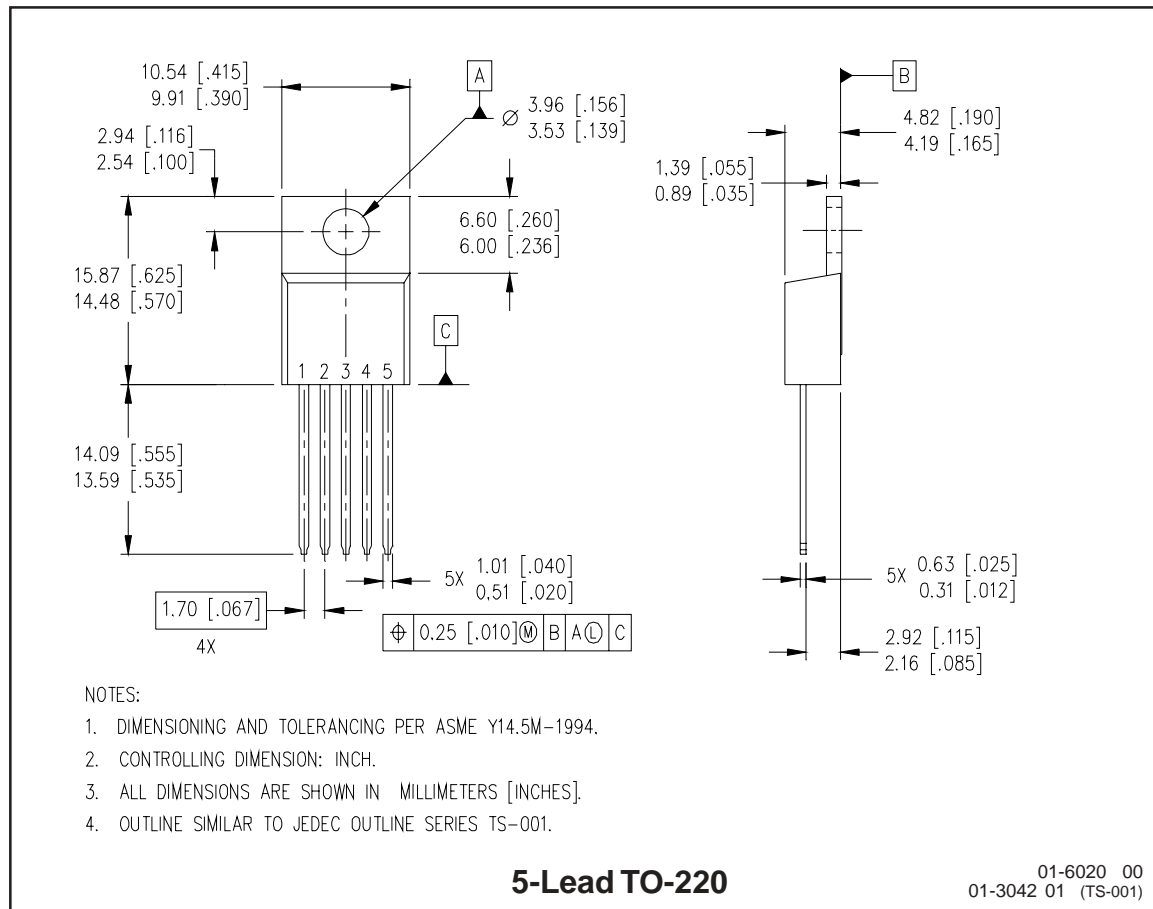 10.54 [.415]
9.91 [.390]
A
⌀ 3.96 [.156]
3.53 [.139]
B
4.82 [.190]
4.19 [.165]
2.94 [.116]
2.54 [.100]
1.39 [.055]
0.89 [.035]
6.60 [.260]
6.00 [.236]
15.87 [.625]
14.48 [.570]
C
1 2 3 4 5
14.09 [.555]
13.59 [.535]
5X 1.01 [.040]
0.51 [.020]
5X 0.63 [.025]
0.31 [.012]
1.70 [.067]
4X
⌖ 0.25 [.010]Ⓜ B AⓁ C
2.92 [.115]
2.16 [.085]
NOTES:
1. DIMENSIONING AND TOLERANCING PER ASME Y14.5M-1994.
2. CONTROLLING DIMENSION: INCH.
3. ALL DIMENSIONS ARE SHOWN IN MILLIMETERS [INCHES].
4. OUTLINE SIMILAR TO JEDEC OUTLINE SERIES TS-001.
5-Lead TO-220
01-6020 00
01-3042 01 (TS-001)